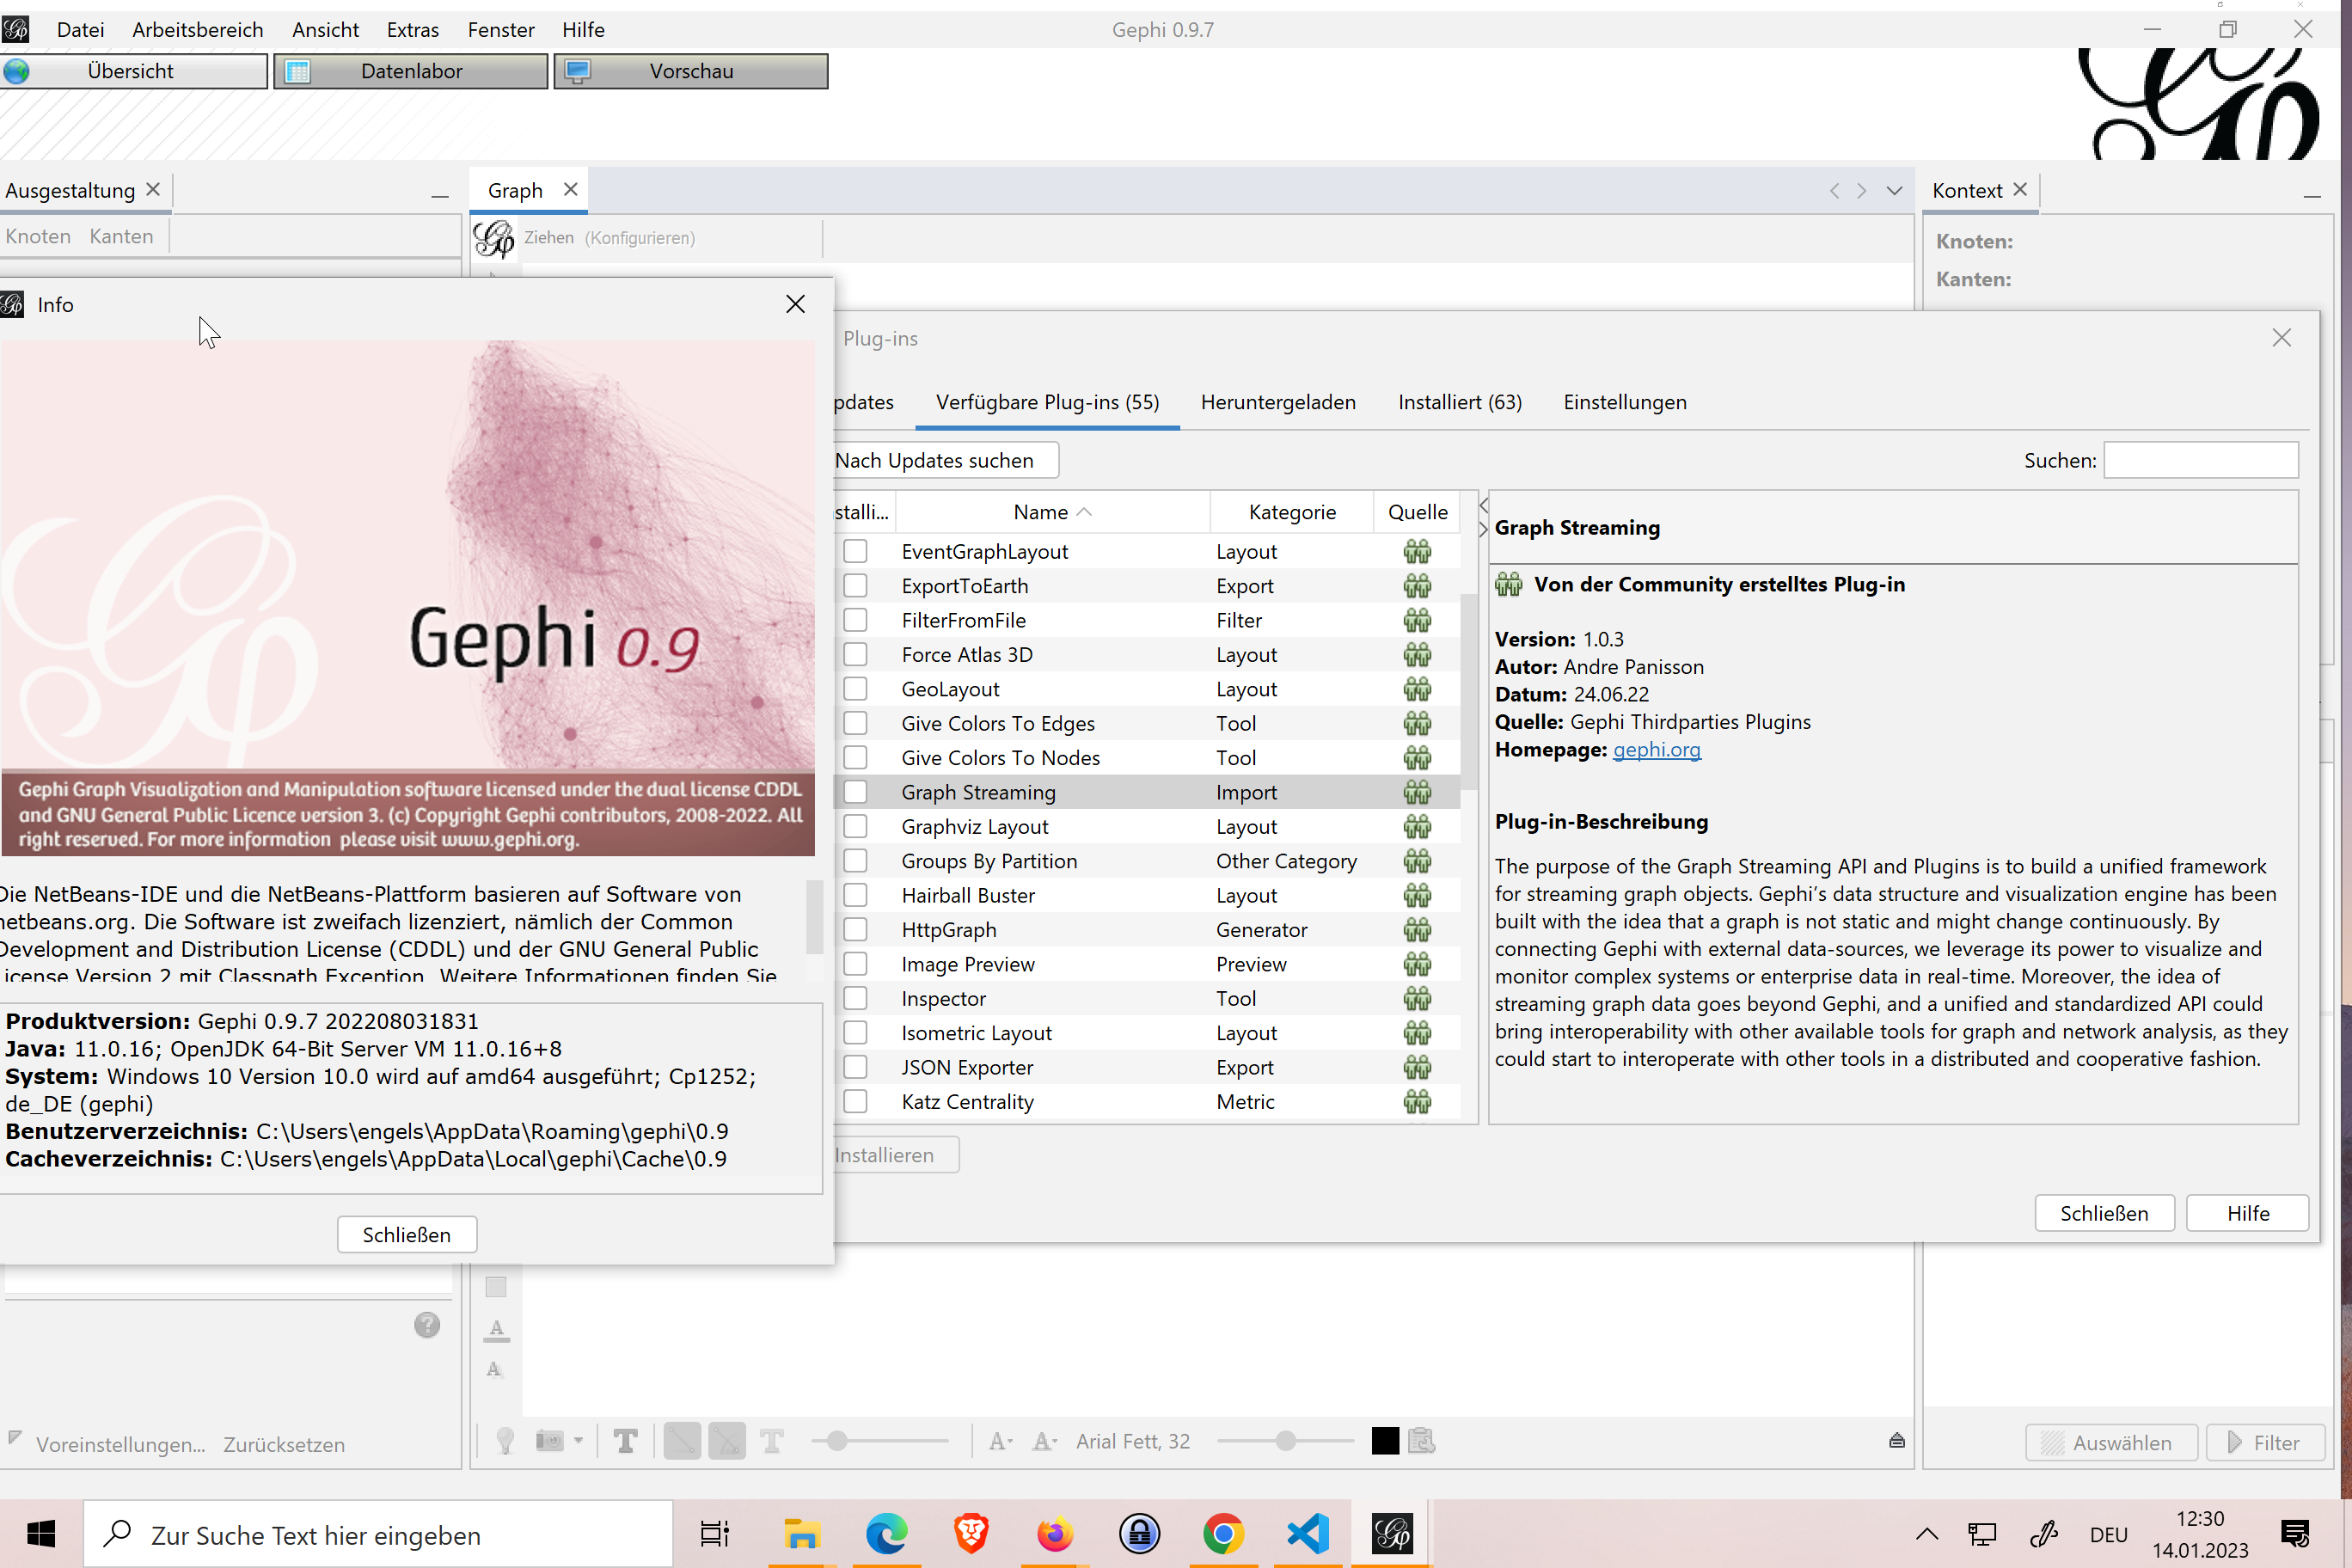 Datei Arbeitsbereich Ansicht Extras Fenster Hilfe Gephi 0.9.7
Übersicht Datenlabor Vorschau
Ausgestaltung Graph Kontext
Knoten Kanten Ziehen (Konfigurieren) Knoten:
Kanten:
Info
Gephi 0.9
Gephi Graph Visualization and Manipulation software licensed under the dual license CDDL
and GNU General Public Licence version 3. (c) Copyright Gephi contributors, 2008-2022. All
right reserved. For more information please visit www.gephi.org.
Die NetBeans-IDE und die NetBeans-Plattform basieren auf Software von
netbeans.org. Die Software ist zweifach lizenziert, nämlich der Common
Development and Distribution License (CDDL) und der GNU General Public
License Version 2 mit Classpath Exception. Weitere Informationen finden Sie
Produktversion: Gephi 0.9.7 202208031831
Java: 11.0.16; OpenJDK 64-Bit Server VM 11.0.16+8
System: Windows 10 Version 10.0 wird auf amd64 ausgeführt; Cp1252;
de_DE (gephi)
Benutzerverzeichnis: C:\Users\engels\AppData\Roaming\gephi\0.9
Cacheverzeichnis: C:\Users\engels\AppData\Local\gephi\Cache\0.9
Schließen
Plug-ins
pdates Verfügbare Plug-ins (55) Heruntergeladen Installiert (63) Einstellungen
Nach Updates suchen Suchen:
stalli... Name Kategorie Quelle
EventGraphLayout Layout
ExportToEarth Export
FilterFromFile Filter
Force Atlas 3D Layout
GeoLayout Layout
Give Colors To Edges Tool
Give Colors To Nodes Tool
Graph Streaming Import
Graphviz Layout Layout
Groups By Partition Other Category
Hairball Buster Layout
HttpGraph Generator
Image Preview Preview
Inspector Tool
Isometric Layout Layout
JSON Exporter Export
Katz Centrality Metric
Installieren
Graph Streaming
Von der Community erstelltes Plug-in
Version: 1.0.3
Autor: Andre Panisson
Datum: 24.06.22
Quelle: Gephi Thirdparties Plugins
Homepage: gephi.org
Plug-in-Beschreibung
The purpose of the Graph Streaming API and Plugins is to build a unified framework
for streaming graph objects. Gephi's data structure and visualization engine has been
built with the idea that a graph is not static and might change continuously. By
connecting Gephi with external data-sources, we leverage its power to visualize and
monitor complex systems or enterprise data in real-time. Moreover, the idea of
streaming graph data goes beyond Gephi, and a unified and standardized API could
bring interoperability with other available tools for graph and network analysis, as they
could start to interoperate with other tools in a distributed and cooperative fashion.
Schließen Hilfe
Voreinstellungen... Zurücksetzen Arial Fett, 32 Auswählen Filter
Zur Suche Text hier eingeben DEU 12:30
14.01.2023